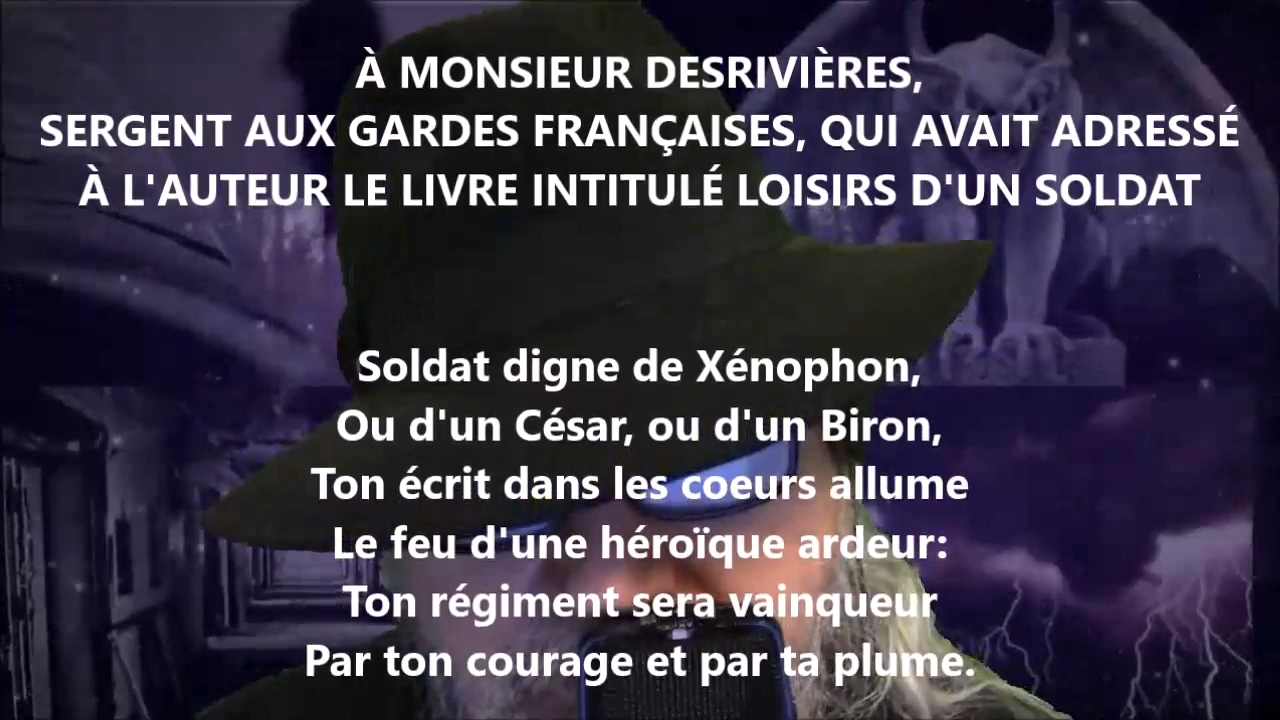 À MONSIEUR DESRIVIÈRES,
SERGENT AUX GARDES FRANÇAISES, QUI AVAIT ADRESSÉ
À L'AUTEUR LE LIVRE INTITULÉ LOISIRS D'UN SOLDAT
Soldat digne de Xénophon,
Ou d'un César, ou d'un Biron,
Ton écrit dans les coeurs allume
Le feu d'une héroïque ardeur:
Ton régiment sera vainqueur
Par ton courage et par ta plume.